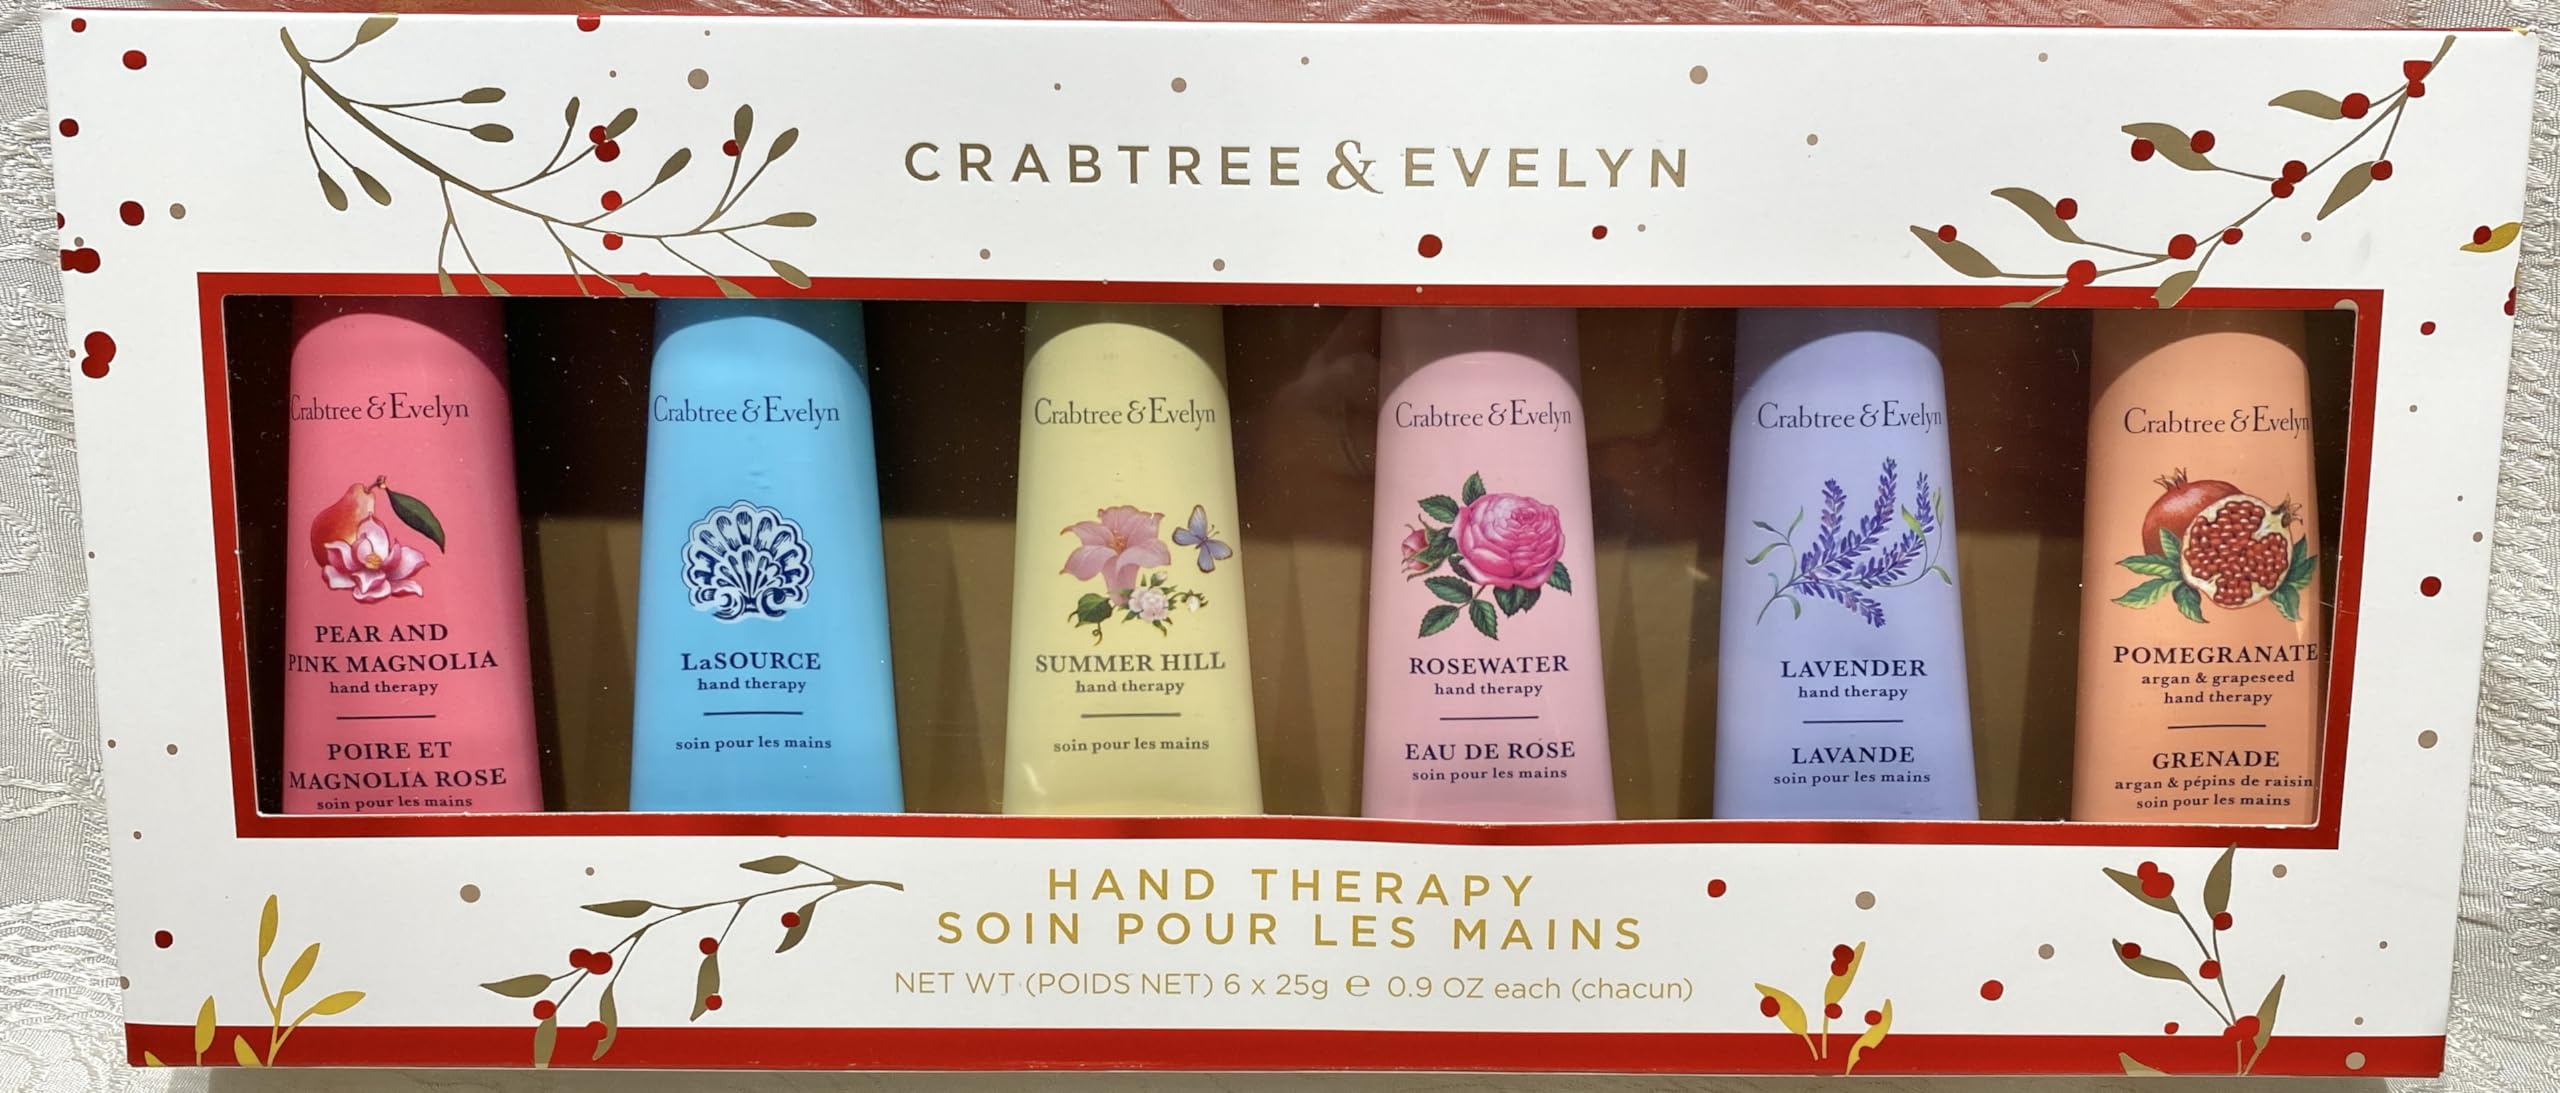 CRABTREE & EVELYN
Crabtree & Evelyn
PEAR AND
PINK MAGNOLIA
hand therapy
POIRE ET
MAGNOLIA ROSE
soin pour les mains
Crabtree & Evelyn
LaSOURCE
hand therapy
soin pour les mains
Crabtree & Evelyn
SUMMER HILL
hand therapy
soin pour les mains
Crabtree & Evelyn
ROSEWATER
hand therapy
EAU DE ROSE
soin pour les mains
Crabtree & Evelyn
LAVENDER
hand therapy
LAVANDE
soin pour les mains
Crabtree & Evelyn
POMEGRANATE
argan & grapeseed
hand therapy
GRENADE
argan & pépins de raisin
soin pour les mains
HAND THERAPY
SOIN POUR LES MAINS
NET WT (POIDS NET) 6 x 25g ℮ 0.9 OZ each (chacun)